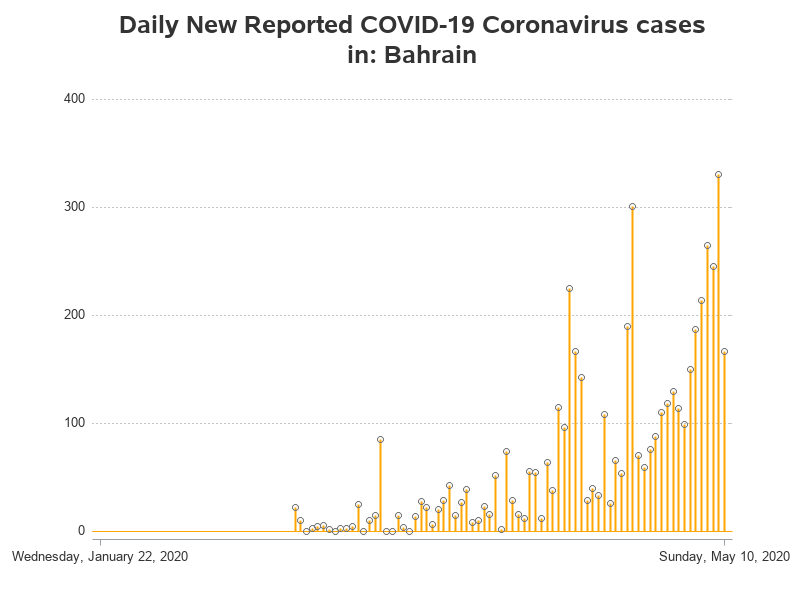 Daily New Reported COVID-19 Coronavirus cases
in: Bahrain
400
300
200
100
0
Wednesday, January 22, 2020
Sunday, May 10, 2020